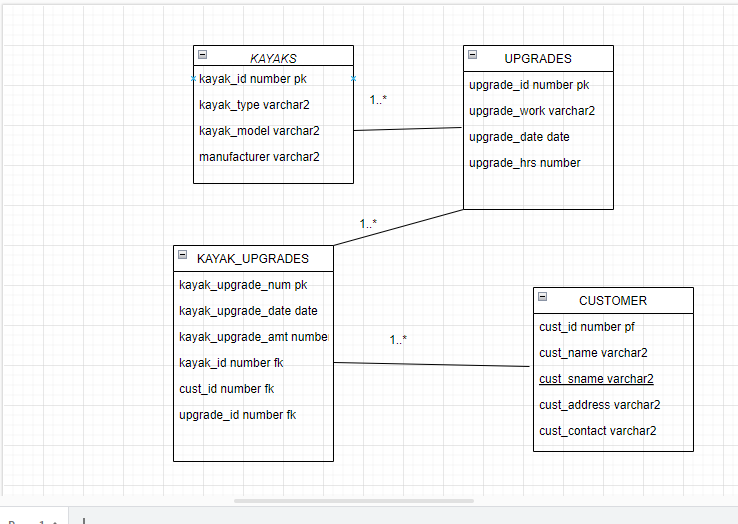 KAYAKS
kayak_id number pk
kayak_type varchar2
kayak_model varchar2
manufacturer varchar2
1..*
UPGRADES
upgrade_id number pk
upgrade_work varchar2
upgrade_date date
upgrade_hrs number
1..*
KAYAK_UPGRADES
kayak_upgrade_num pk
kayak_upgrade_date date
kayak_upgrade_amt number
kayak_id number fk
cust_id number fk
upgrade_id number fk
1..*
CUSTOMER
cust_id number pf
cust_name varchar2
cust_sname varchar2
cust_address varchar2
cust_contact varchar2